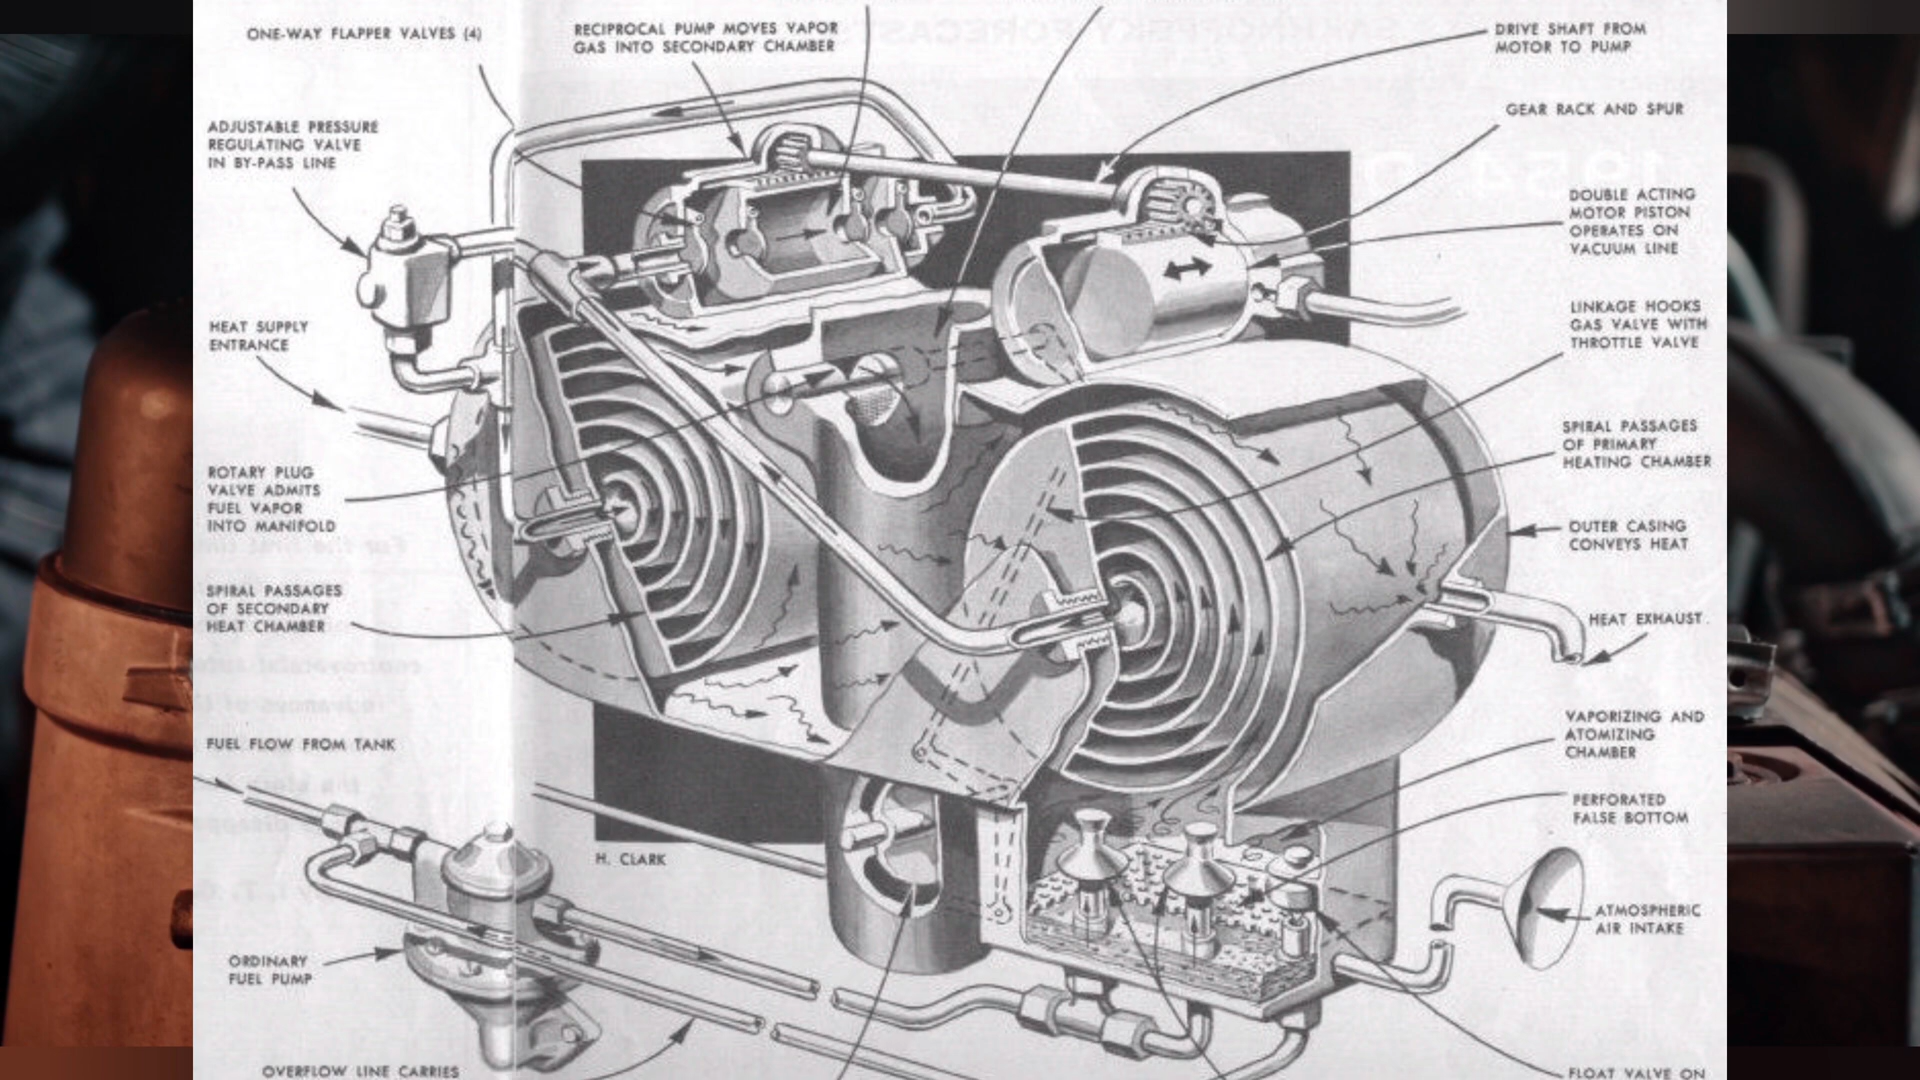 ONE-WAY FLAPPER VALVES (4)
RECIPROCAL PUMP MOVES VAPOR
GAS INTO SECONDARY CHAMBER
DRIVE SHAFT FROM
MOTOR TO PUMP
GEAR RACK AND SPUR
ADJUSTABLE PRESSURE
REGULATING VALVE
IN BY-PASS LINE
DOUBLE ACTING
MOTOR PISTON
OPERATES ON
VACUUM LINE
HEAT SUPPLY
ENTRANCE
LINKAGE HOOKS
GAS VALVE WITH
THROTTLE VALVE
SPIRAL PASSAGES
OF PRIMARY
HEATING CHAMBER
ROTARY PLUG
VALVE ADMITS
FUEL VAPOR
INTO MANIFOLD
OUTER CASING
CONVEYS HEAT
SPIRAL PASSAGES
OF SECONDARY
HEAT CHAMBER
HEAT EXHAUST
FUEL FLOW FROM TANK
VAPORIZING AND
ATOMIZING
CHAMBER
PERFORATED
FALSE BOTTOM
H. CLARK
ATMOSPHERIC
AIR INTAKE
ORDINARY
FUEL PUMP
OVERFLOW LINE CARRIES
FLOAT VALVE ON